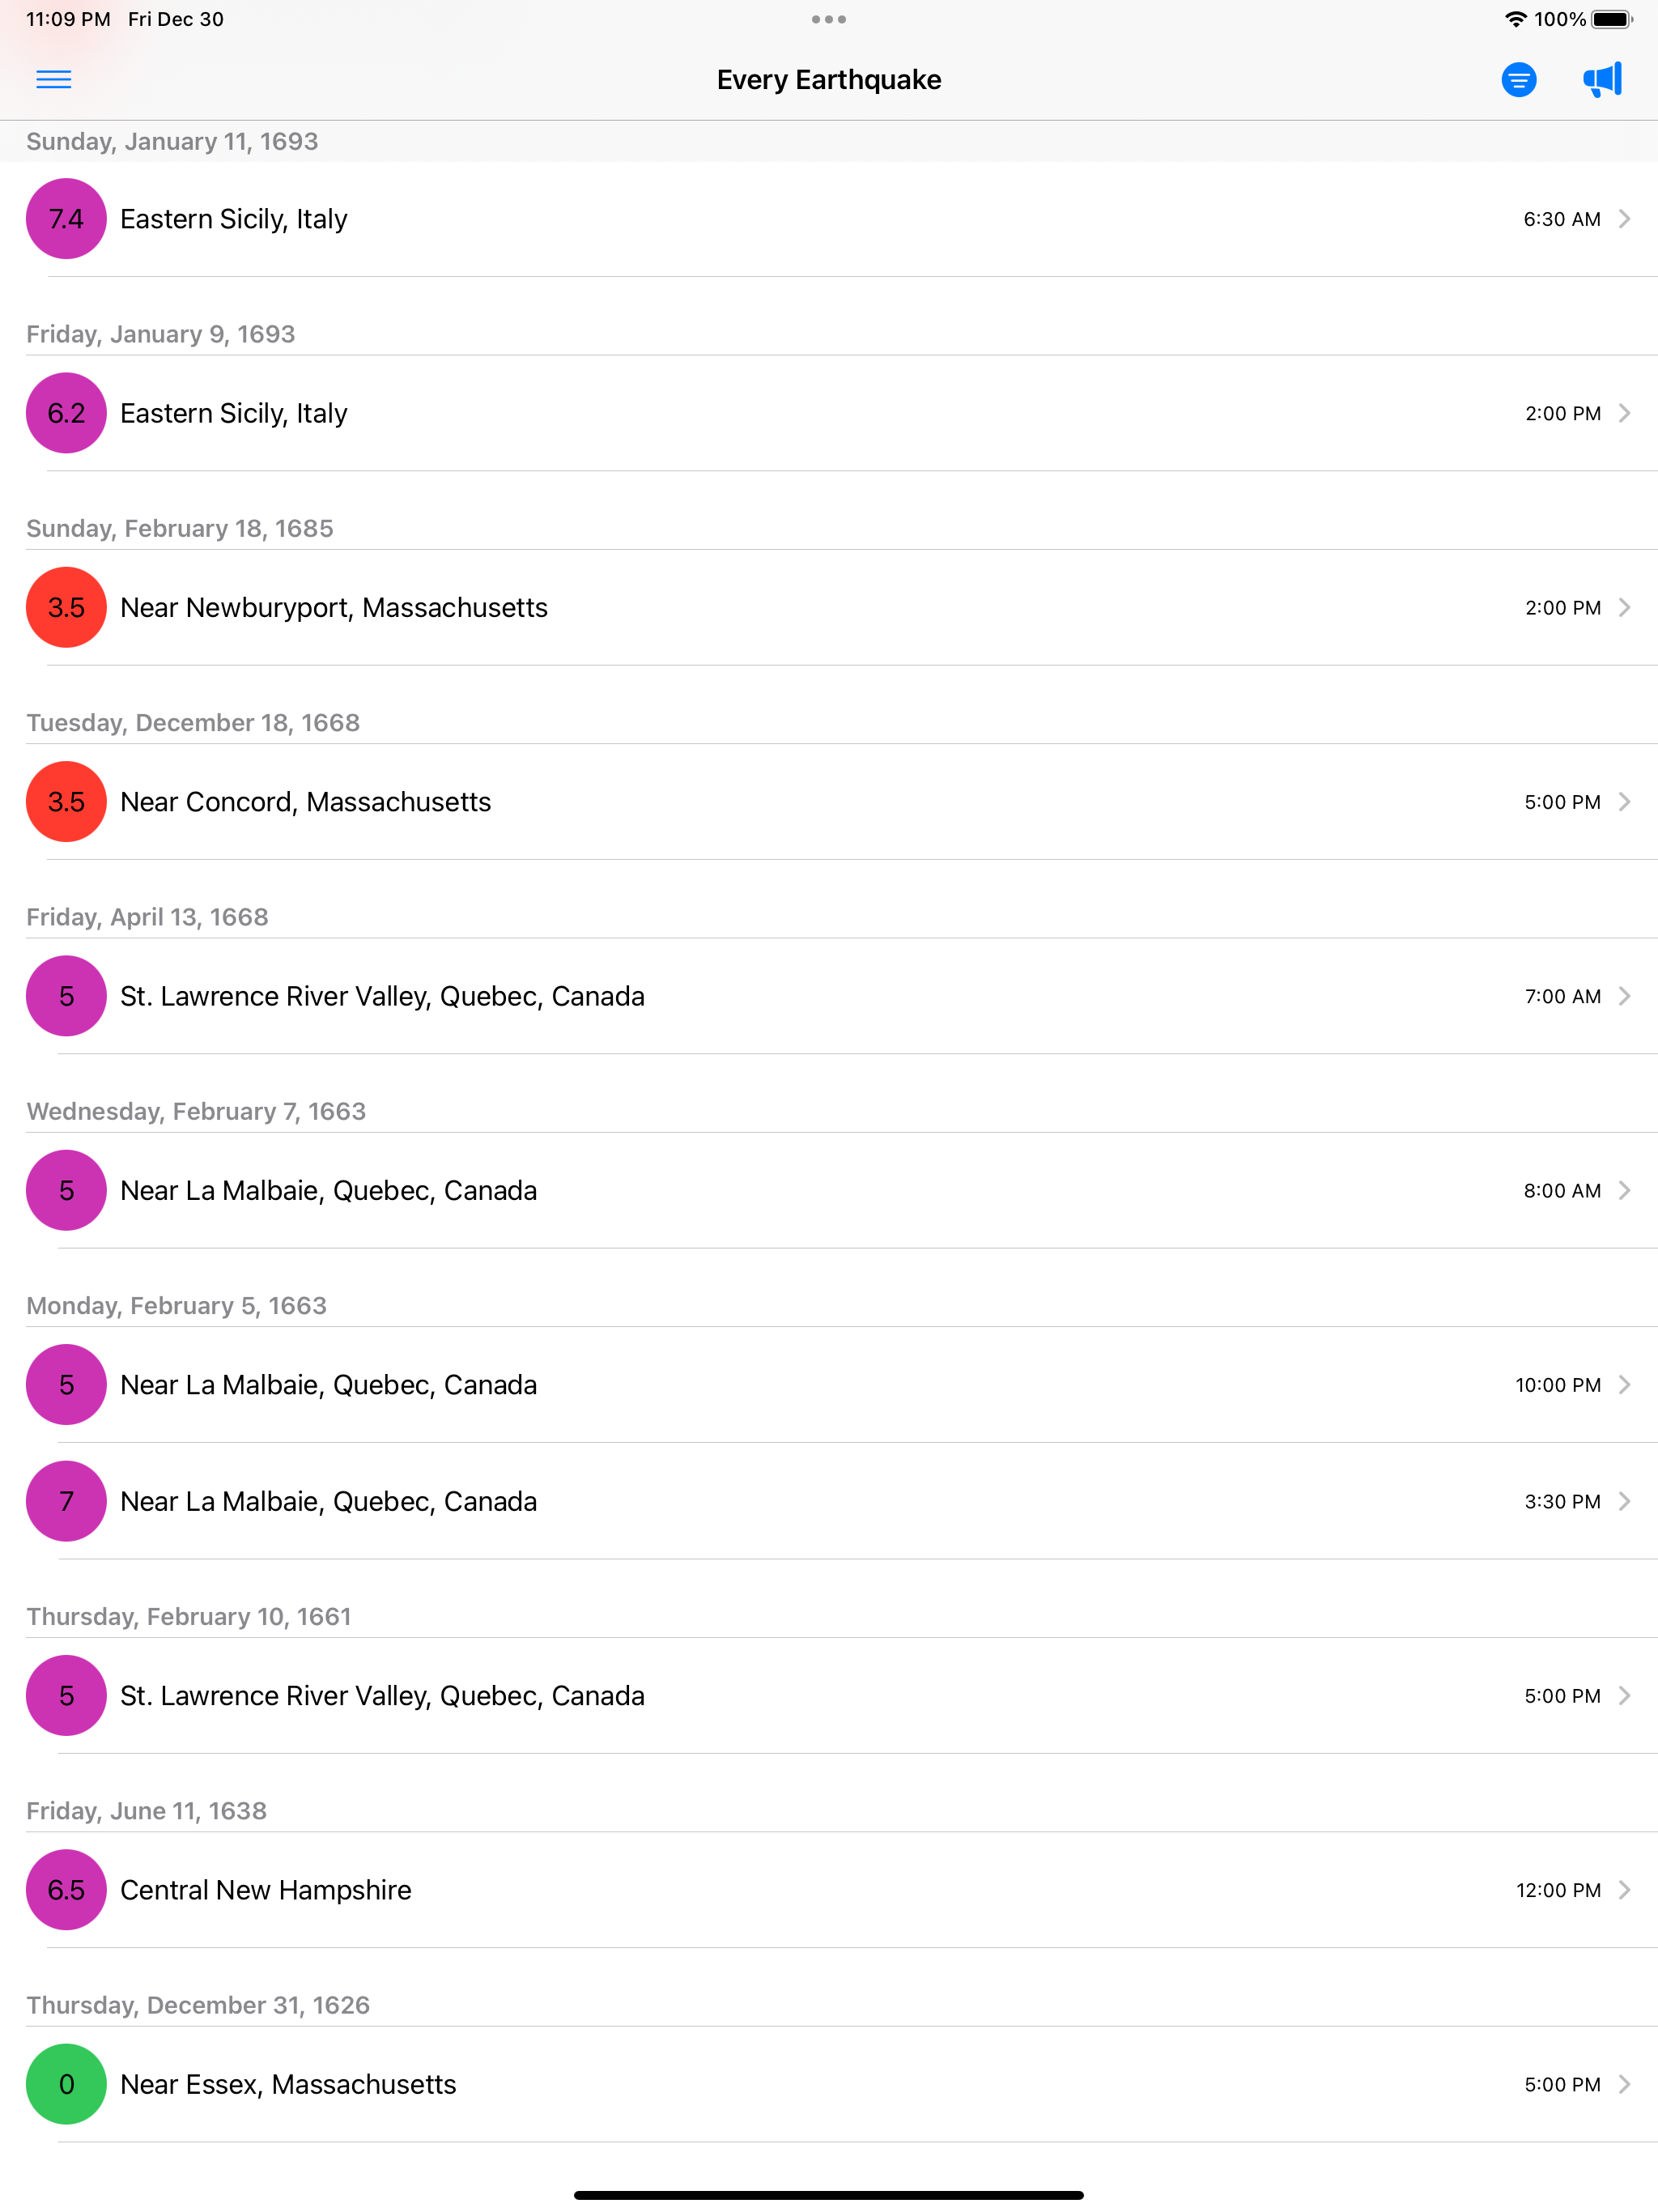 11:09 PM Fri Dec 30 100%
Every Earthquake
Sunday, January 11, 1693
7.4 Eastern Sicily, Italy 6:30 AM
Friday, January 9, 1693
6.2 Eastern Sicily, Italy 2:00 PM
Sunday, February 18, 1685
3.5 Near Newburyport, Massachusetts 2:00 PM
Tuesday, December 18, 1668
3.5 Near Concord, Massachusetts 5:00 PM
Friday, April 13, 1668
5 St. Lawrence River Valley, Quebec, Canada 7:00 AM
Wednesday, February 7, 1663
5 Near La Malbaie, Quebec, Canada 8:00 AM
Monday, February 5, 1663
5 Near La Malbaie, Quebec, Canada 10:00 PM
7 Near La Malbaie, Quebec, Canada 3:30 PM
Thursday, February 10, 1661
5 St. Lawrence River Valley, Quebec, Canada 5:00 PM
Friday, June 11, 1638
6.5 Central New Hampshire 12:00 PM
Thursday, December 31, 1626
0 Near Essex, Massachusetts 5:00 PM